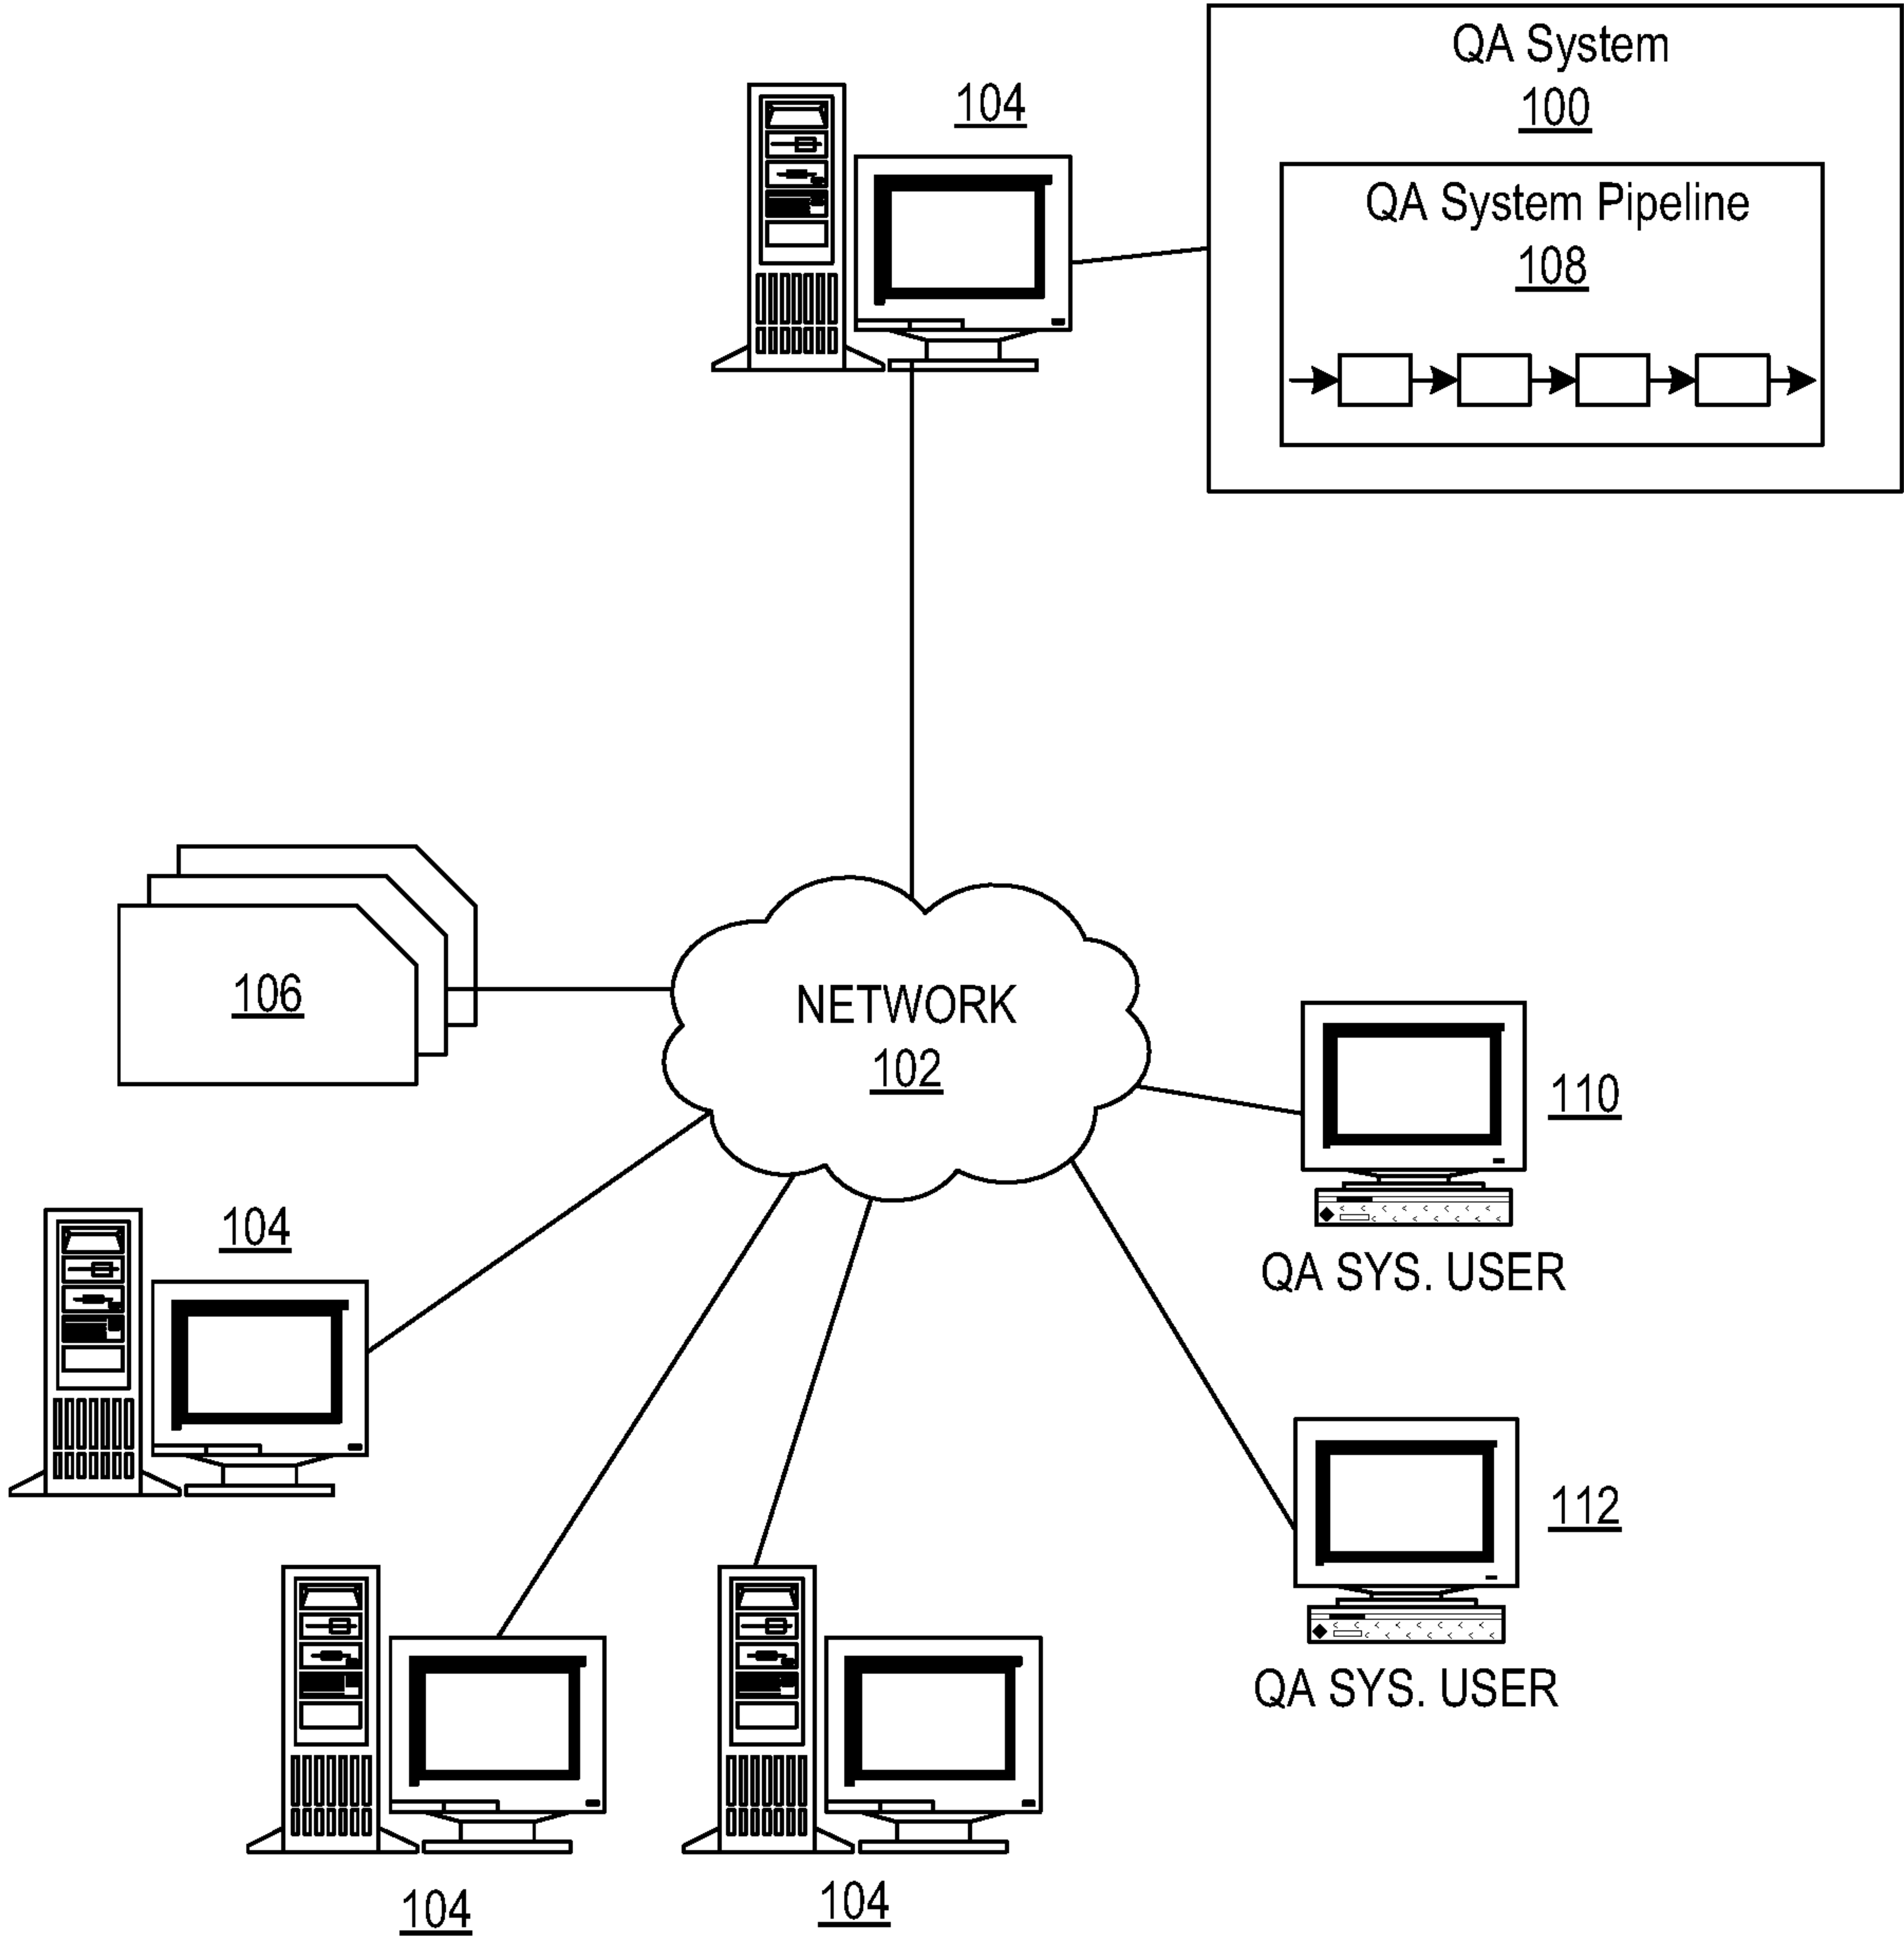 QA System
100
104
QA System Pipeline
108
106
NETWORK
102
110
QA SYS. USER
104
112
QA SYS. USER
104
104